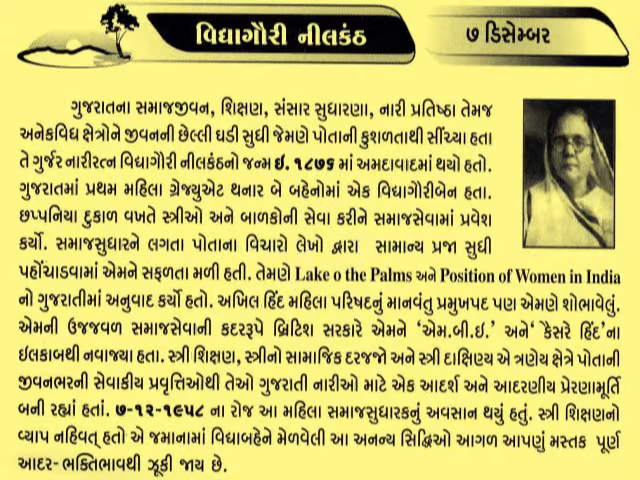 વિદ્યાગૌરી નીલકંઠ
૭ ડિસેમ્બર
ગુજરાતના સમાજજીવન, શિક્ષણ, સંસાર સુધારણા, નારી પ્રતિષ્ઠા તેમજ
અનેકવિધ ક્ષેત્રોને જીવનની છેલ્લી ઘડી સુધી જેમણે પોતાની કુશળતાથી સીંચ્યા હતા
તે ગુર્જર નારીરત્ન વિદ્યાગૌરી નીલકંઠનો જન્મ ઇ. ૧૮૭૬ માં અમદાવાદમાં થયો હતો.
ગુજરાતમાં પ્રથમ મહિલા ગ્રેજ્યુએટ થનાર બે બહેનોમાં એક વિદ્યાગૌરીબેન હતા.
છપ્પનિયા દુકાળ વખતે સ્ત્રીઓ અને બાળકોની સેવા કરીને સમાજસેવામાં પ્રવેશ
કર્યો. સમાજસુધારને લગતા પોતાના વિચારો લેખો દ્વારા સામાન્ય પ્રજા સુધી
પહોંચાડવામાં એમને સફળતા મળી હતી. તેમણે Lake o the Palms અને Position of Women in India
નો ગુજરાતીમાં અનુવાદ કર્યો હતો. અખિલ હિંદ મહિલા પરિષદનું માનવંતુ પ્રમુખપદ પણ એમણે શોભાવેલું.
એમની ઉજજવળ સમાજસેવાની કદરરૂપે બ્રિટિશ સરકારે એમને ‘એમ.બી.ઇ.’ અને‘ કેસરે હિંદ’ના
ઇલકાબથી નવાજ્યા હતા. સ્ત્રી શિક્ષણ, સ્ત્રીનો સામાજિક દરજજો અને સ્ત્રી દાક્ષિણ્ય એ ત્રણેય ક્ષેત્રે પોતાની
જીવનભરની સેવાકીય પ્રવૃત્તિઓથી તેઓ ગુજરાતી નારીઓ માટે એક આદર્શ અને આદરણીય પ્રેરણામૂર્તિ
બની રહ્યાં હતાં. ૭-૧૨-૧૯૫૮ ના રોજ આ મહિલા સમાજસુધારકનું અવસાન થયું હતું. સ્ત્રી શિક્ષણનો
વ્યાપ નહિવત્ હતો એ જમાનામાં વિદ્યાબહેને મેળવેલી આ અનન્ય સિદ્ધિઓ આગળ આપણું મસ્તક પૂર્ણ
આદર- ભક્તિભાવથી ઝૂકી જાય છે.